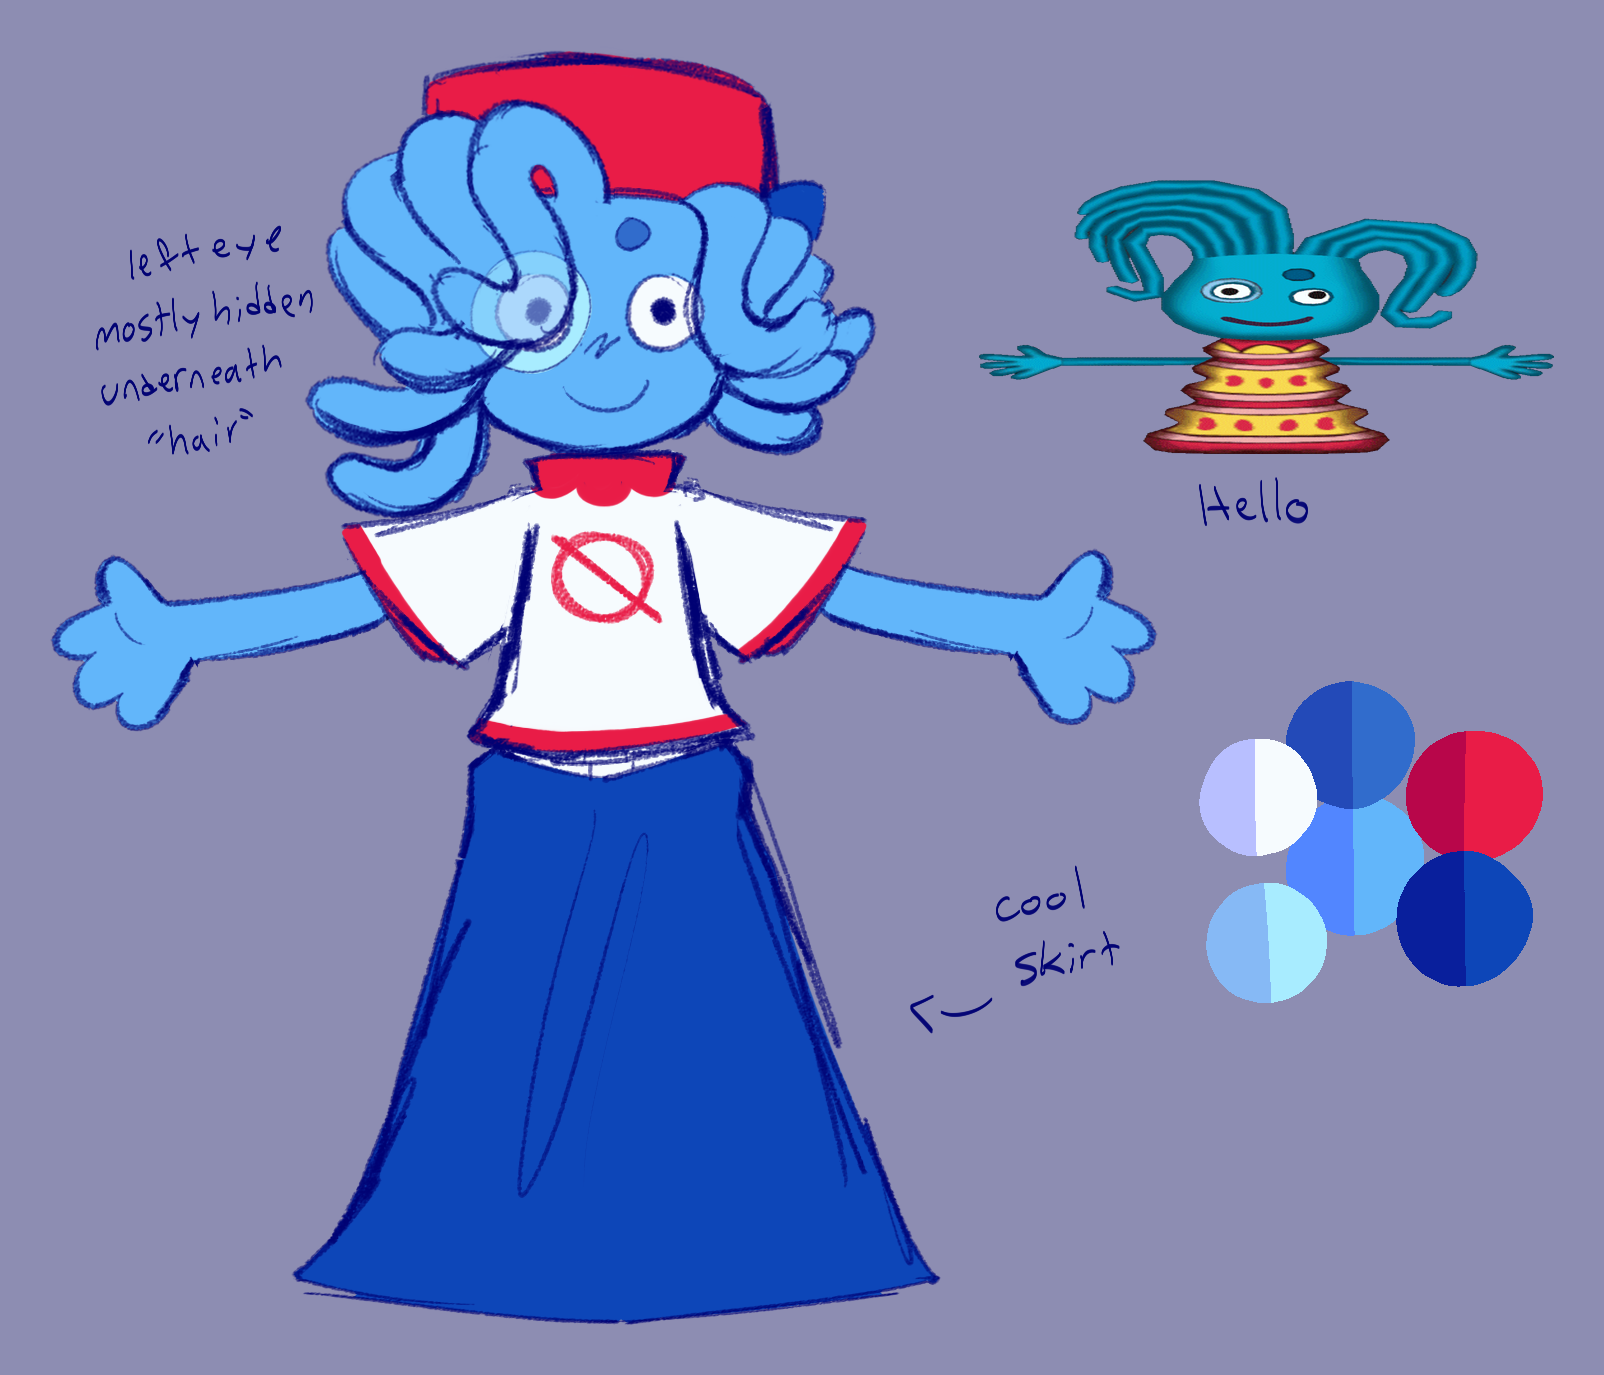 left eye
mostly hidden
underneath
"hair"
Hello
cool
skirt